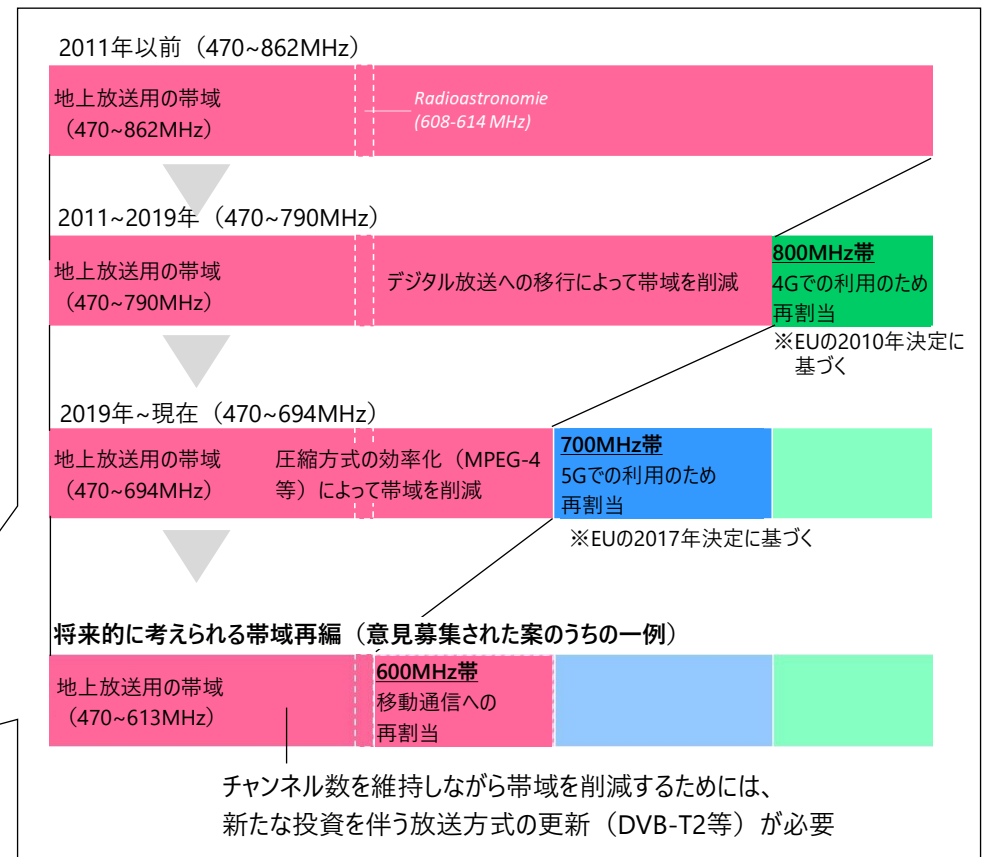 2011年以前（470~862MHz）
地上放送用の帯域
（470~862MHz）
Radioastronomie
(608-614 MHz)
2011~2019年（470~790MHz）
地上放送用の帯域
（470~790MHz）
デジタル放送への移行によって帯域を削減
800MHz帯
4Gでの利用のため
再割当
※EUの2010年決定に
基づく
2019年~現在（470~694MHz）
地上放送用の帯域
（470~694MHz）
圧縮方式の効率化（MPEG-4
等）によって帯域を削減
700MHz帯
5Gでの利用のため
再割当
※EUの2017年決定に基づく
将来的に考えられる帯域再編（意見募集された案のうちの一例）
地上放送用の帯域
（470~613MHz）
600MHz帯
移動通信への
再割当
チャンネル数を維持しながら帯域を削減するためには、
新たな投資を伴う放送方式の更新（DVB-T2等）が必要